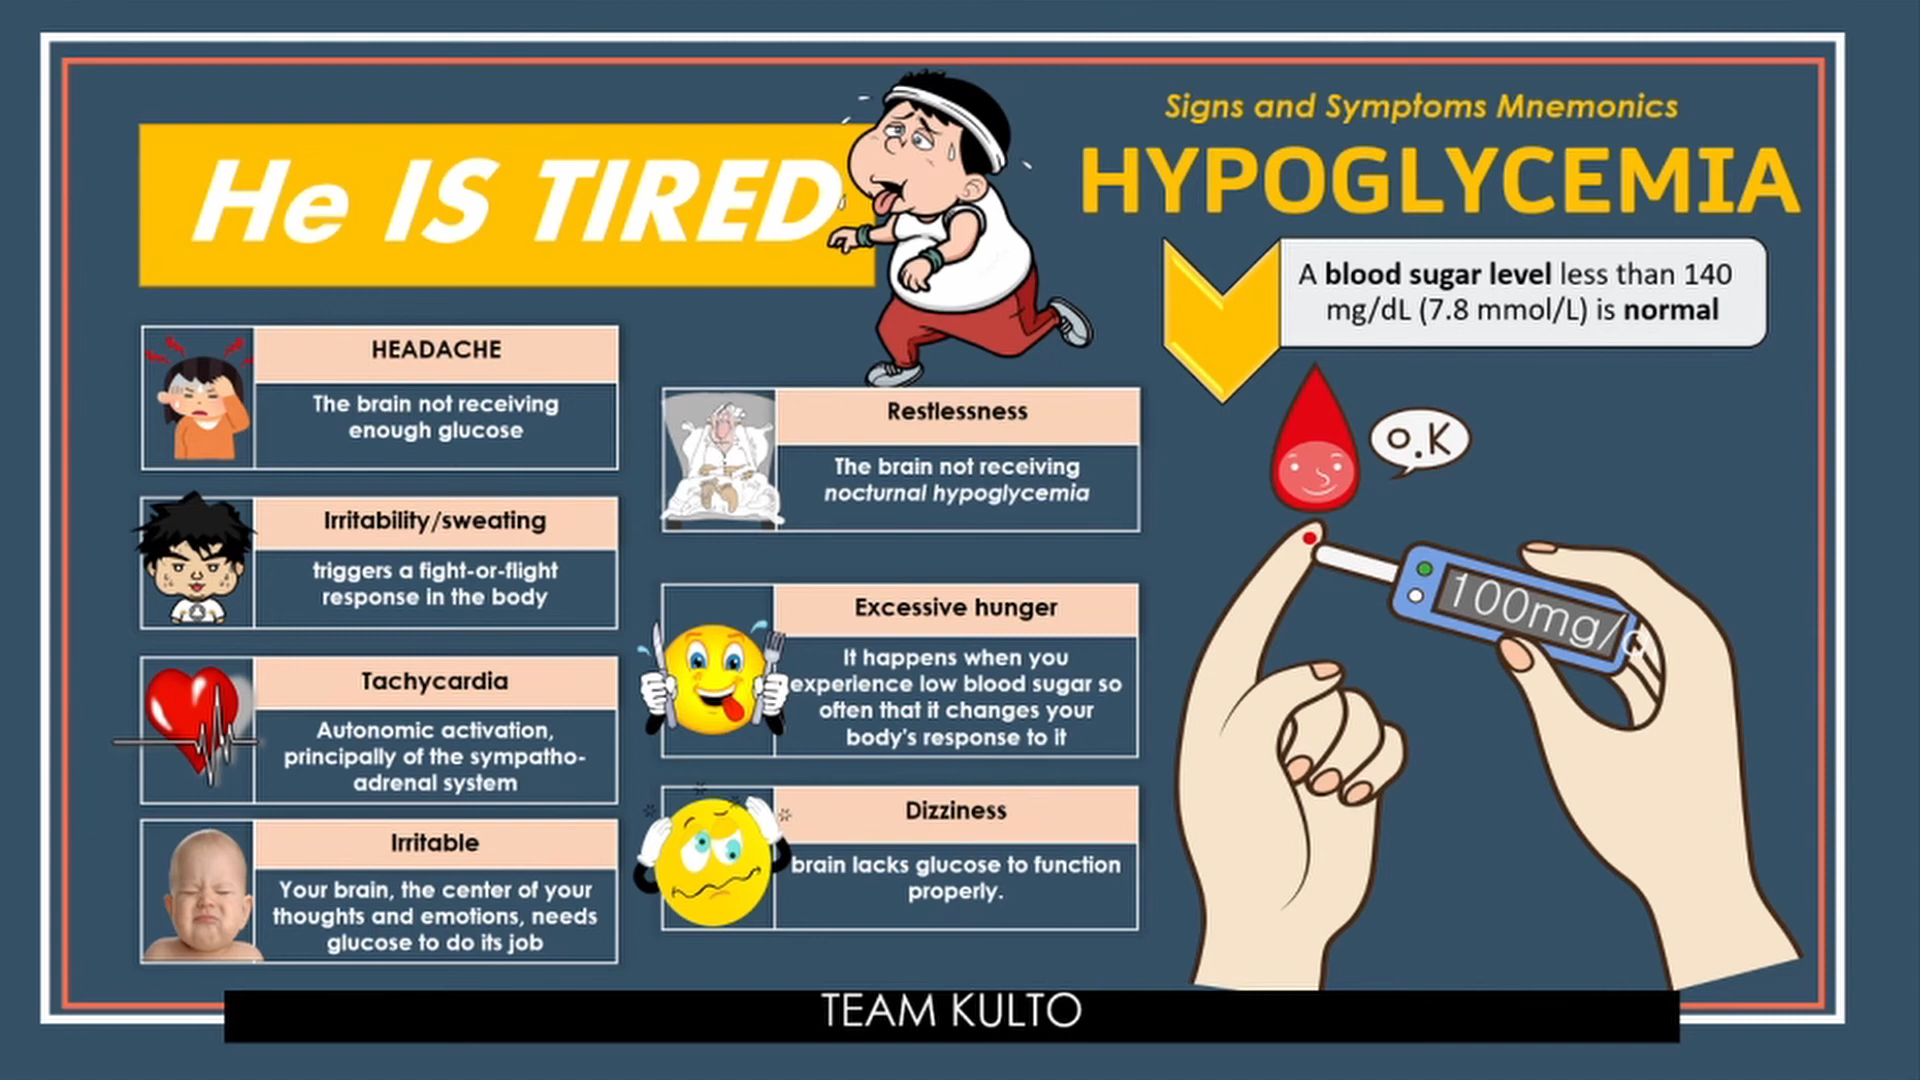 Signs and Symptoms Mnemonics
He IS TIRED
HYPOGLYCEMIA
A blood sugar level less than 140
mg/dL (7.8 mmol/L) is normal
HEADACHE
The brain not receiving
enough glucose
Irritability/sweating
triggers a fight-or-flight
response in the body
Tachycardia
Autonomic activation,
principally of the sympatho-
adrenal system
Irritable
Your brain, the center of your
thoughts and emotions, needs
glucose to do its job
Restlessness
The brain not receiving
nocturnal hypoglycemia
Excessive hunger
It happens when you
experience low blood sugar so
often that it changes your
body's response to it
Dizziness
brain lacks glucose to function
properly.
O.K
100mg/d
TEAM KULTO